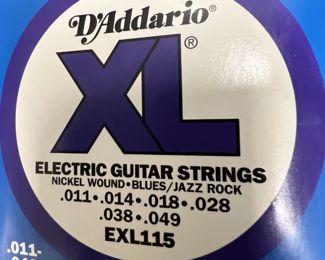 D'Addario®
XL®
ELECTRIC GUITAR STRINGS
NICKEL WOUND•BLUES/JAZZ ROCK
.011•.014•.018•.028
.038•.049
EXL115
.011-